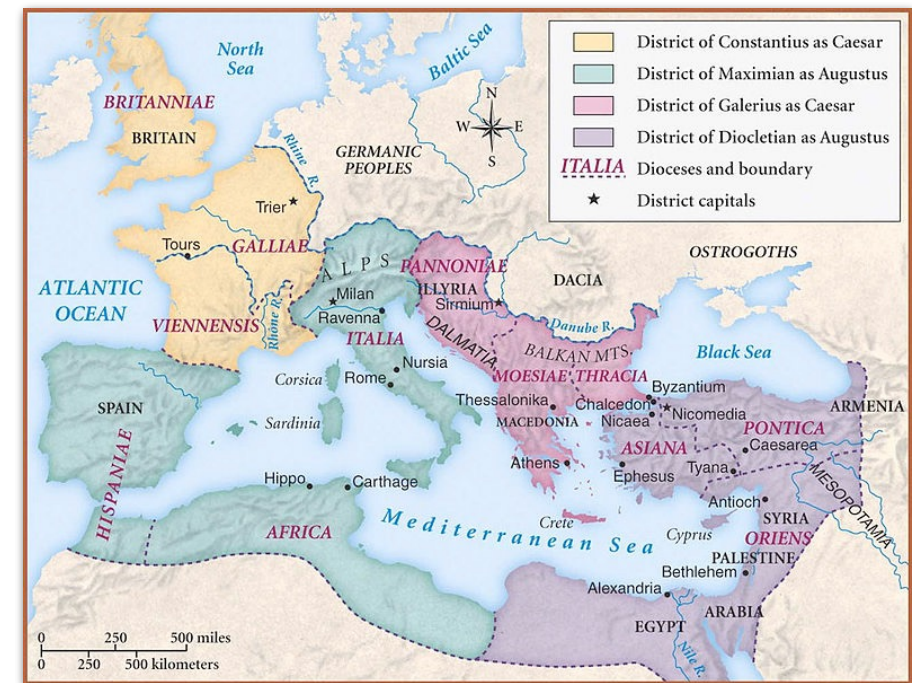 North
Sea
Baltic Sea
District of Constantius as Caesar
District of Maximian as Augustus
District of Galerius as Caesar
District of Diocletian as Augustus
ITALIA Dioceses and boundary
District capitals
N
W E
S
BRITANNIAE
BRITAIN
Rhine R.
GERMANIC
PEOPLES
Trier
Tours
GALLIAE
ATLANTIC
OCEAN
VIENNENSIS
Rhône R.
ALPS
Milan
Ravenna
ITALIA
PANNONIAE
ILLYRIA
Sirmium
DACIA
OSTROGOTHS
Danube R.
DALMATIA
BALKAN MTS.
Black Sea
MOESIAE
THRACIA
Corsica
Nursia
Rome
Sardinia
Thessalonika
MACEDONIA
Byzantium
Chalcedon
Nicomedia
Nicaea
ARMENIA
PONTICA
Caesarea
ASIANA
Athens
Ephesus
Tyana
MESOPOTAMIA
SPAIN
HISPANIAE
Hippo
Carthage
AFRICA
Mediterranean Sea
Crete
Cyprus
Antioch
SYRIA
ORIENS
PALESTINE
Bethlehem
Alexandria
ARABIA
EGYPT
Nile R.
0 250 500 miles
0 250 500 kilometers